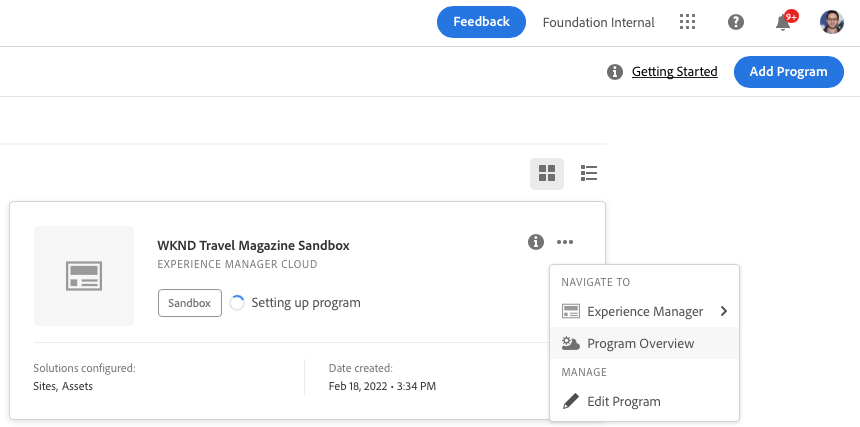 Feedback
Foundation Internal
9+
Getting Started
Add Program
WKND Travel Magazine Sandbox
EXPERIENCE MANAGER CLOUD
Sandbox
Setting up program
Solutions configured:
Sites, Assets
Date created:
Feb 18, 2022 • 3:34 PM
NAVIGATE TO
Experience Manager
Program Overview
MANAGE
Edit Program